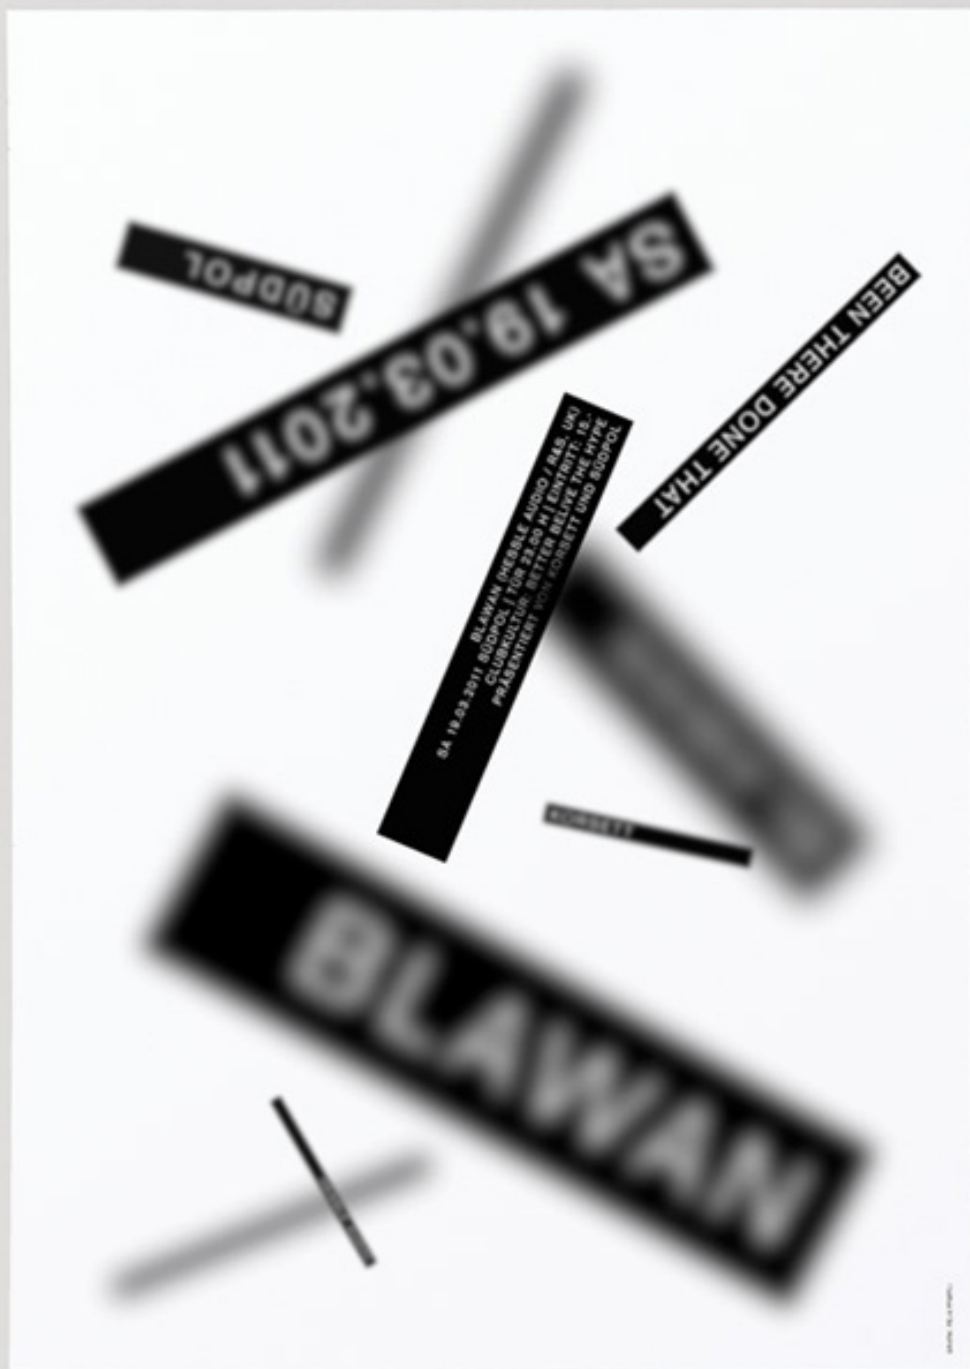 SÜDPOL
SA 19.03.2011
BEEN THERE DONE THAT
BLAWAN (HESSLE AUDIO / R&S, UK)
SA 19.03.2011 SÜDPOL | TÜR 23.00 H | EINTRITT: 15.-
CLUBKULTUR: BETTER BELIVE THE HYPE
PRÄSENTIERT VON KORSETT UND SÜDPOL
KORSETT
BLAWAN